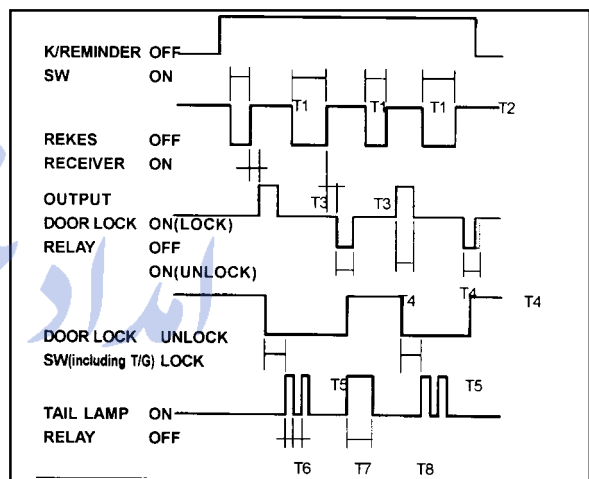 K/REMINDER OFF
SW ON
T1 T1 T1 T2
REKES OFF
RECEIVER ON
OUTPUT T3 T3
DOOR LOCK ON(LOCK)
RELAY OFF
ON(UNLOCK)
T4 T4 T4
DOOR LOCK UNLOCK
SW(including T/G) LOCK
T5 T5
TAIL LAMP ON
RELAY OFF
T6 T7 T8
امداد